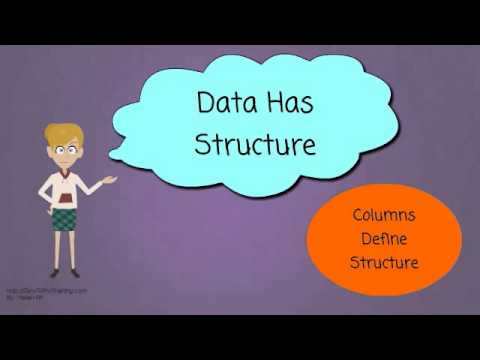 Data Has
Structure
Columns
Define
Structure